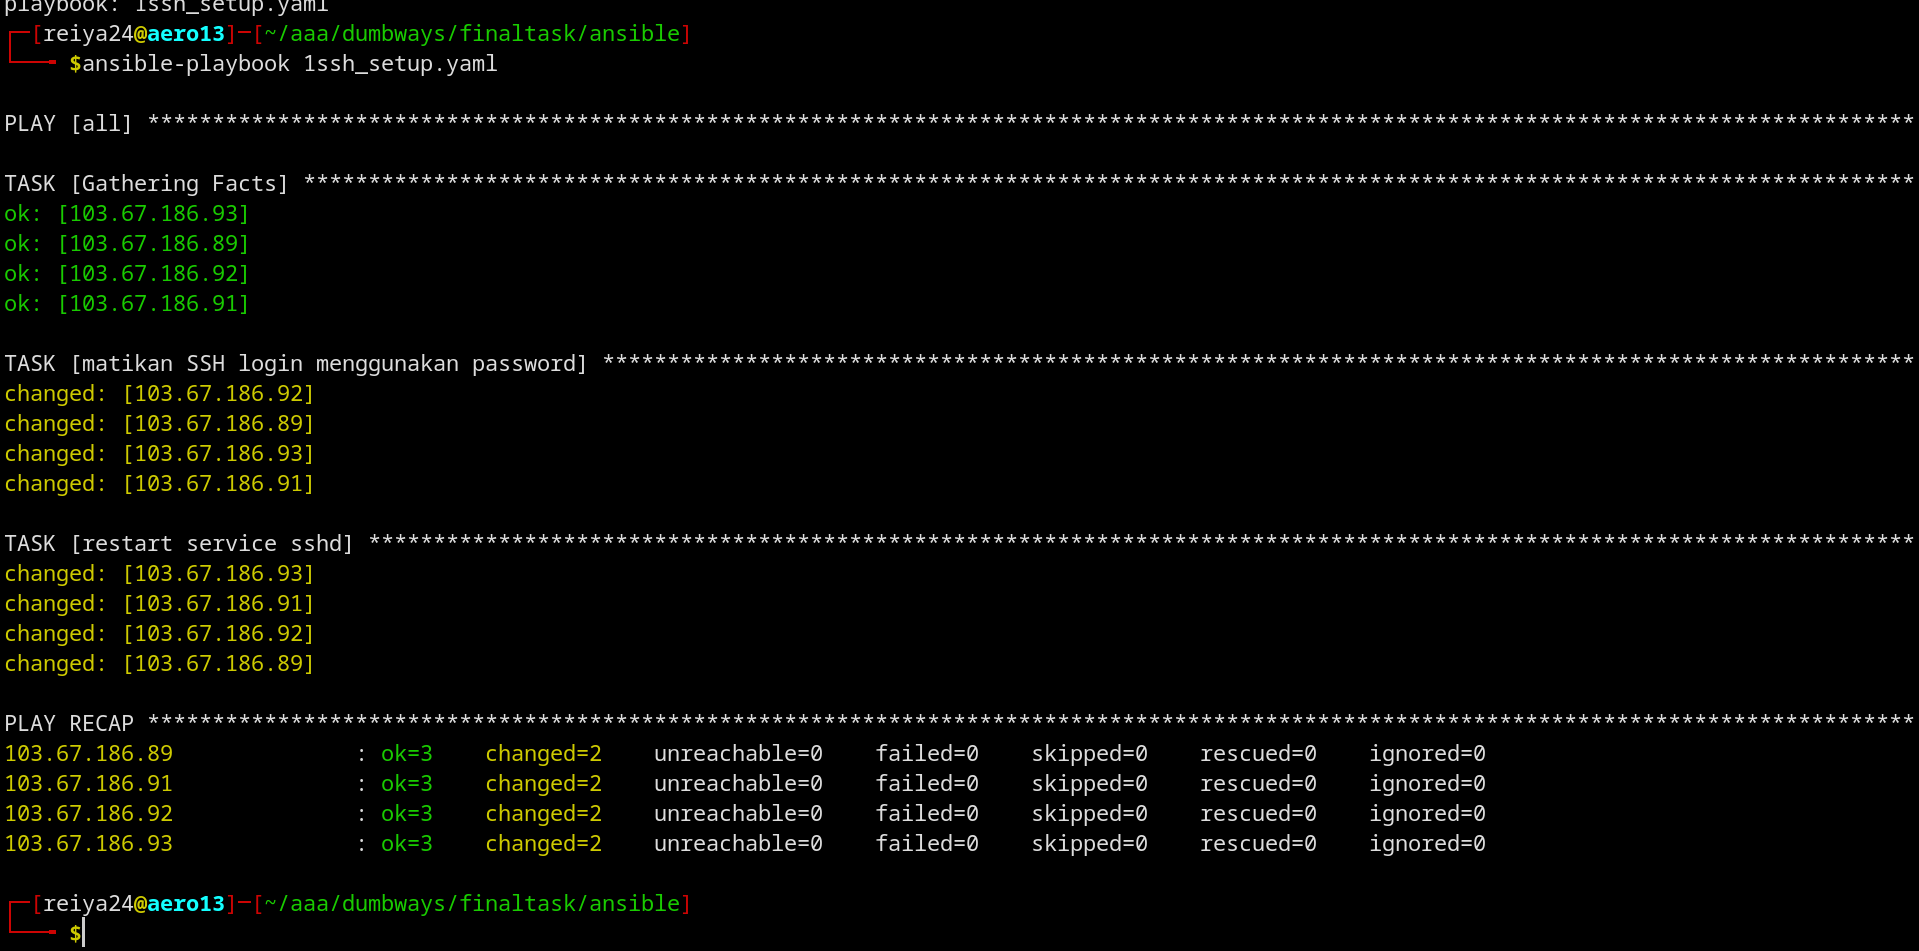 playbook: 1ssh_setup.yaml
┌─[reiya24@aero13]─[~/aaa/dumbways/finaltask/ansible]
└──╼ $ansible-playbook 1ssh_setup.yaml
PLAY [all] ****************************************************************************************************************************************
TASK [Gathering Facts] ****************************************************************************************************************************
ok: [103.67.186.93]
ok: [103.67.186.89]
ok: [103.67.186.92]
ok: [103.67.186.91]
TASK [matikan SSH login menggunakan password] *****************************************************************************************************
changed: [103.67.186.92]
changed: [103.67.186.89]
changed: [103.67.186.93]
changed: [103.67.186.91]
TASK [restart service sshd] ***********************************************************************************************************************
changed: [103.67.186.93]
changed: [103.67.186.91]
changed: [103.67.186.92]
changed: [103.67.186.89]
PLAY RECAP ****************************************************************************************************************************************
103.67.186.89              : ok=3    changed=2    unreachable=0    failed=0    skipped=0    rescued=0    ignored=0
103.67.186.91              : ok=3    changed=2    unreachable=0    failed=0    skipped=0    rescued=0    ignored=0
103.67.186.92              : ok=3    changed=2    unreachable=0    failed=0    skipped=0    rescued=0    ignored=0
103.67.186.93              : ok=3    changed=2    unreachable=0    failed=0    skipped=0    rescued=0    ignored=0
┌─[reiya24@aero13]─[~/aaa/dumbways/finaltask/ansible]
└──╼ $